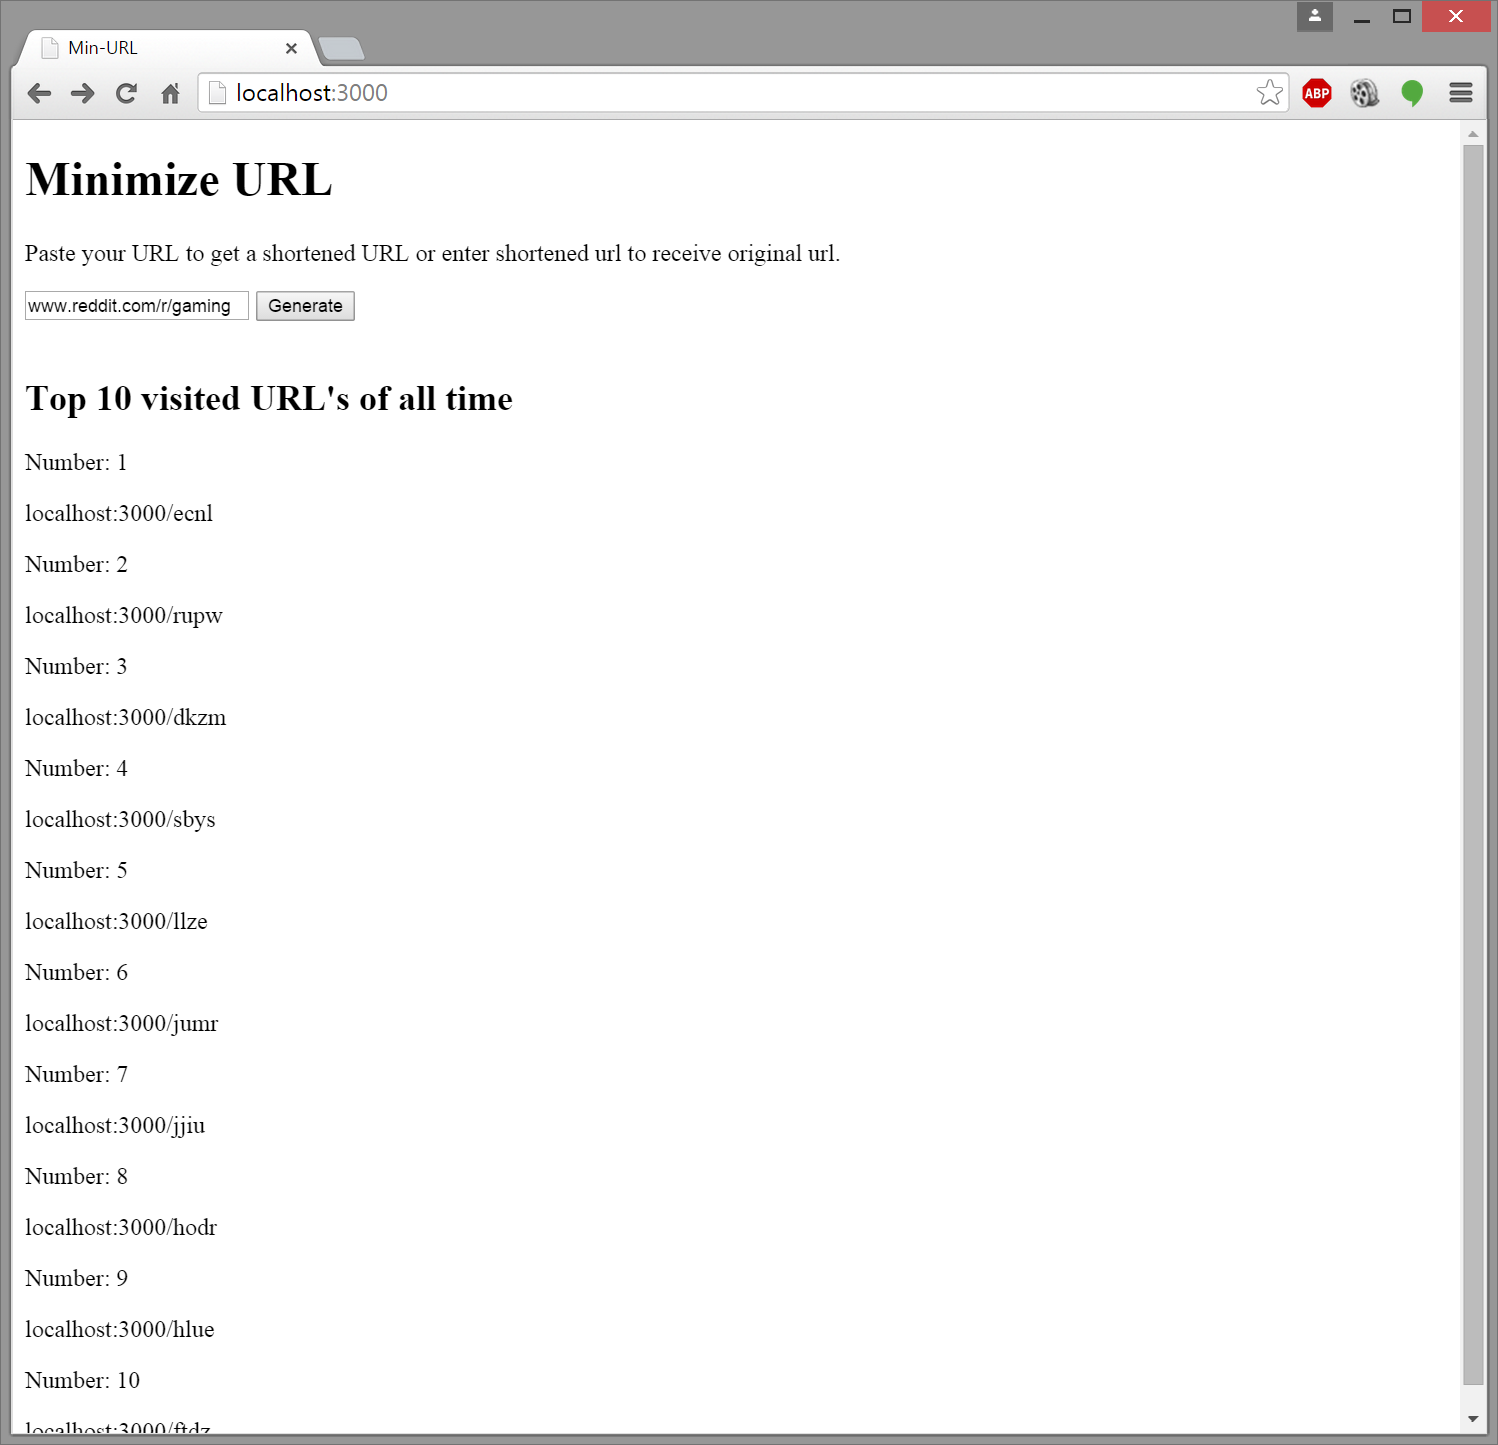 Min-URL
localhost:3000
ABP
Minimize URL
Paste your URL to get a shortened URL or enter shortened url to receive original url.
www.reddit.com/r/gaming Generate
Top 10 visited URL's of all time
Number: 1
localhost:3000/ecnl
Number: 2
localhost:3000/rupw
Number: 3
localhost:3000/dkzm
Number: 4
localhost:3000/sbys
Number: 5
localhost:3000/llze
Number: 6
localhost:3000/jumr
Number: 7
localhost:3000/jjiu
Number: 8
localhost:3000/hodr
Number: 9
localhost:3000/hlue
Number: 10
localhost:3000/ftdz